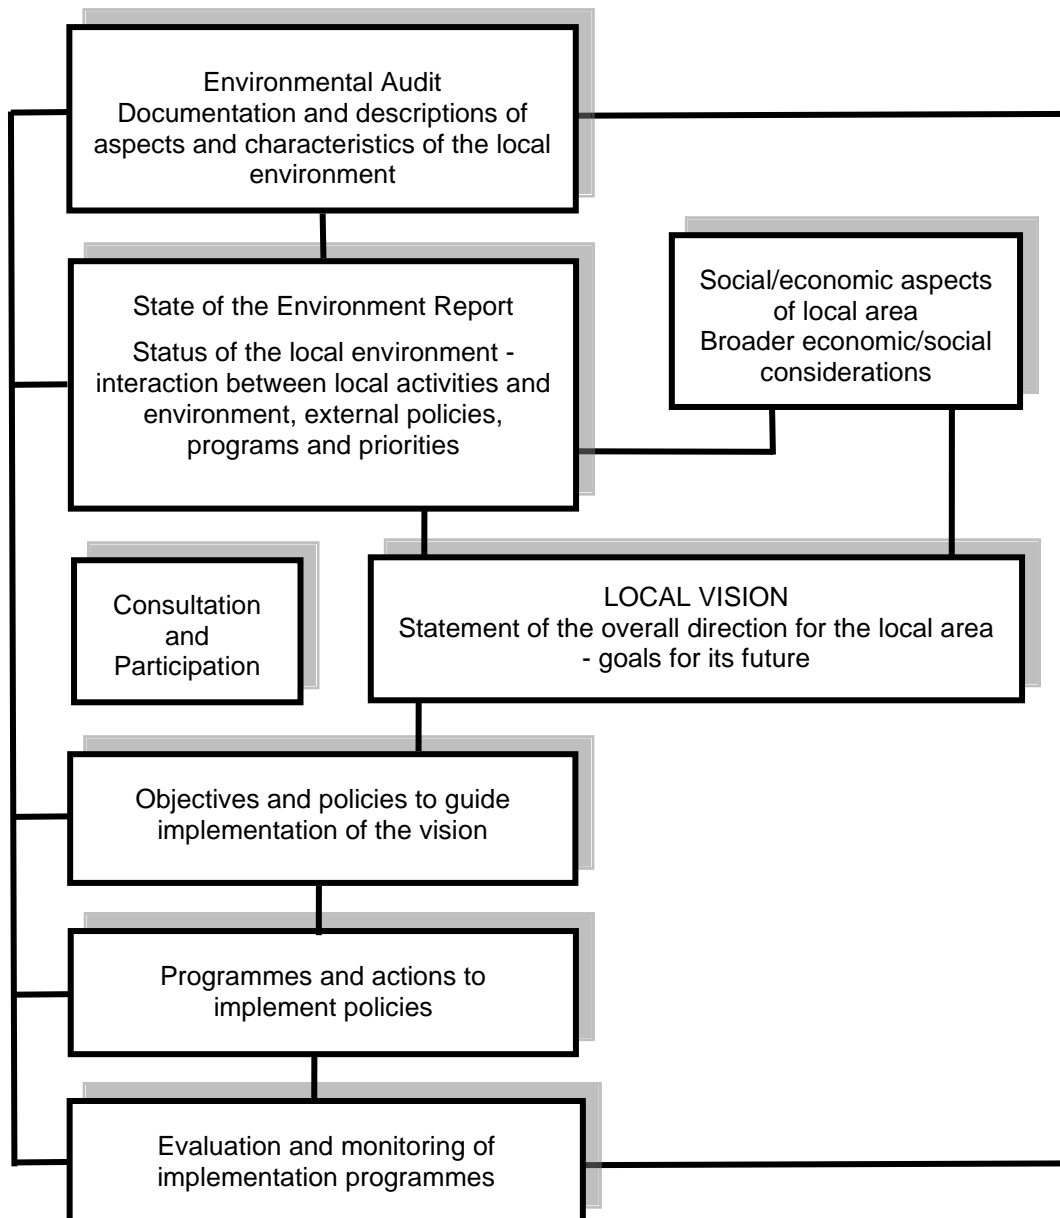 Environmental Audit
Documentation and descriptions of
aspects and characteristics of the local
environment
State of the Environment Report
Status of the local environment -
interaction between local activities and
environment, external policies,
programs and priorities
Social/economic aspects
of local area
Broader economic/social
considerations
Consultation
and
Participation
LOCAL VISION
Statement of the overall direction for the local area
- goals for its future
Objectives and policies to guide
implementation of the vision
Programmes and actions to
implement policies
Evaluation and monitoring of
implementation programmes